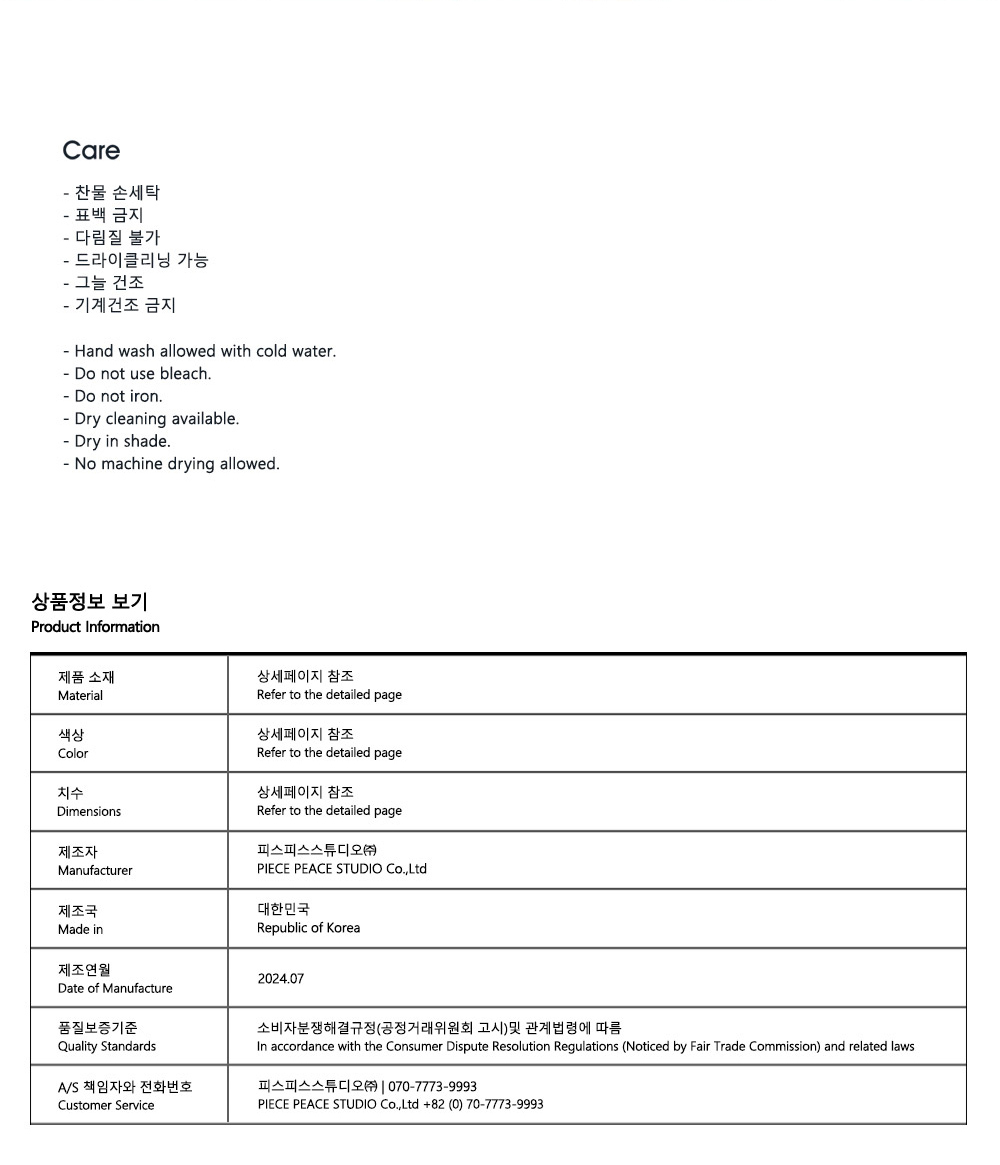 Care
- 찬물 손세탁
- 표백 금지
- 다림질 불가
- 드라이클리닝 가능
- 그늘 건조
- 기계건조 금지
- Hand wash allowed with cold water.
- Do not use bleach.
- Do not iron.
- Dry cleaning available.
- Dry in shade.
- No machine drying allowed.
상품정보 보기
Product Information
제품 소재
Material
상세페이지 참조
Refer to the detailed page
색상
Color
상세페이지 참조
Refer to the detailed page
치수
Dimensions
상세페이지 참조
Refer to the detailed page
제조자
Manufacturer
피스피스스튜디오㈜
PIECE PEACE STUDIO Co.,Ltd
제조국
Made in
대한민국
Republic of Korea
제조연월
Date of Manufacture
2024.07
품질보증기준
Quality Standards
소비자분쟁해결규정(공정거래위원회 고시)및 관계법령에 따름
In accordance with the Consumer Dispute Resolution Regulations (Noticed by Fair Trade Commission) and related laws
A/S 책임자와 전화번호
Customer Service
피스피스스튜디오㈜ | 070-7773-9993
PIECE PEACE STUDIO Co.,Ltd +82 (0) 70-7773-9993